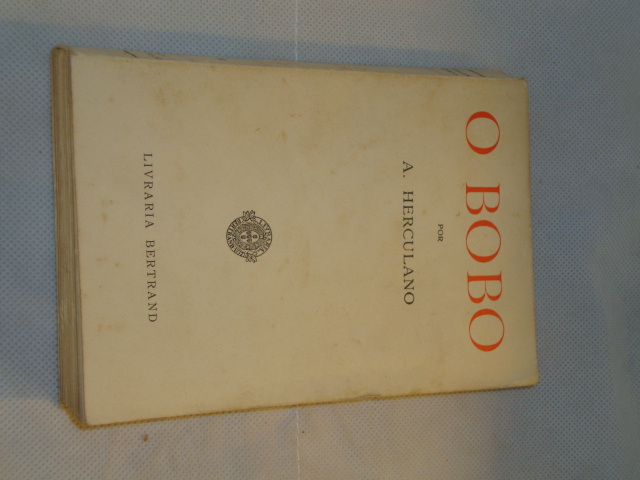 O BOBO
POR
A. HERCULANO
LIVRARIA BERTRAND